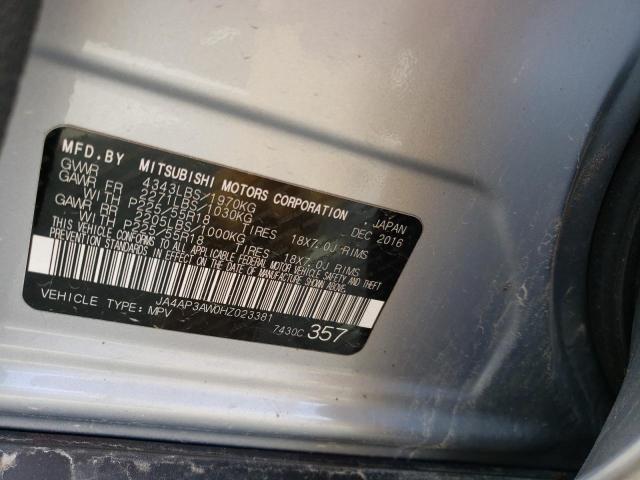 MFD.BY MITSUBISHI MOTORS CORPORATION JAPAN
GVWR 4343LBS/1970KG DEC 2016
GAWR FR 2271LBS/1030KG
WITH P225/55R18 TIRES 18X7.0J RIMS
GAWR RR 2205LBS/1000KG
WITH P225/55R18 TIRES 18X7.0J RIMS
THIS VEHICLE CONFORMS TO ALL APPLICABLE FEDERAL MOTOR VEHICLE SAFETY AND THEFT
PREVENTION STANDARDS IN EFFECT ON THE DATE OF MANUFACTURE SHOWN ABOVE.
JA4AP3AW0HZ023381
VEHICLE TYPE: MPV 7430C 357